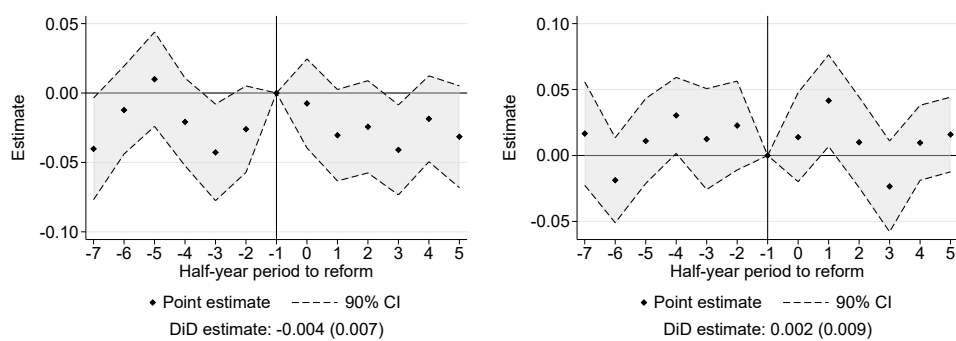 0.05
0.00
-0.05
-0.10
Estimate
-7 -6 -5 -4 -3 -2 -1 0 1 2 3 4 5
Half-year period to reform
Point estimate 90% CI
DiD estimate: -0.004 (0.007)
0.10
0.05
0.00
-0.05
Estimate
-7 -6 -5 -4 -3 -2 -1 0 1 2 3 4 5
Half-year period to reform
Point estimate 90% CI
DiD estimate: 0.002 (0.009)